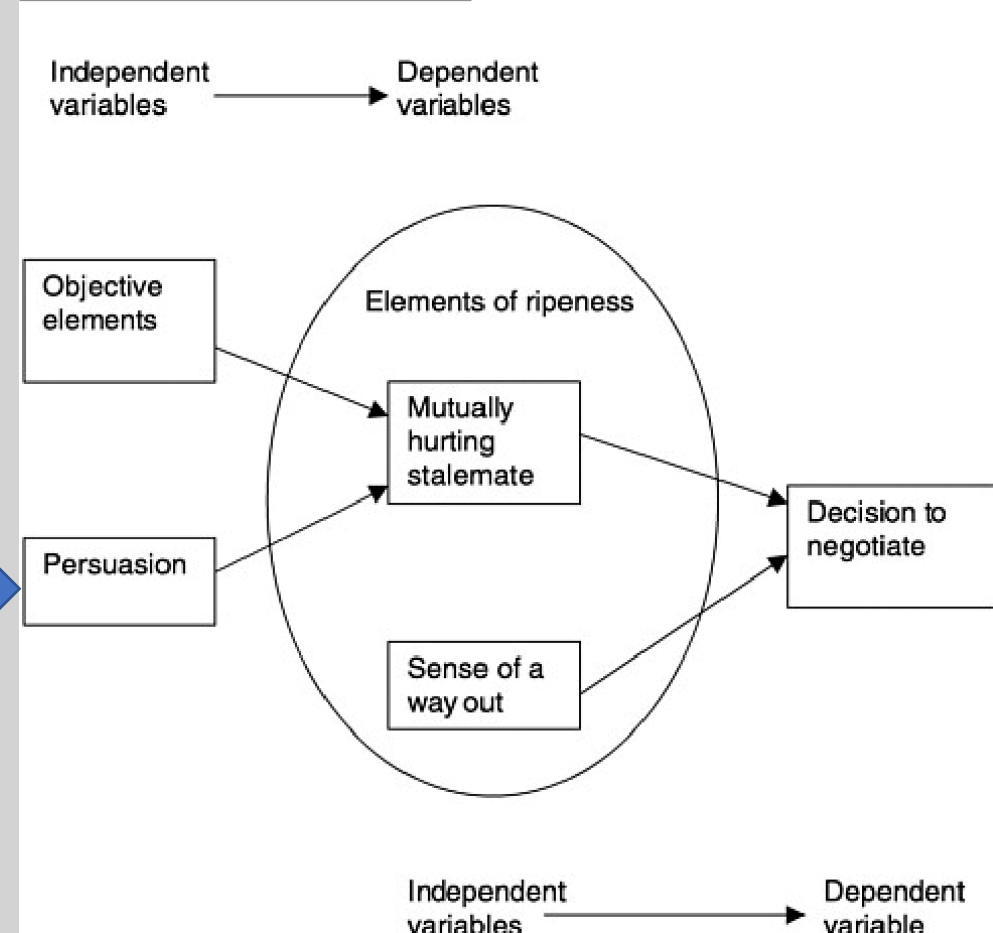 Independent
variables
Dependent
variables
Elements of ripeness
Objective
elements
Mutually
hurting
stalemate
Persuasion
Decision to
negotiate
Sense of a
way out
Independent
variables
Dependent
variable